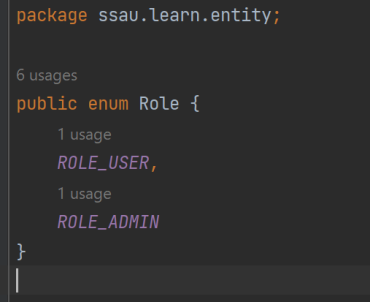 package ssau.learn.entity;
6 usages
public enum Role {
1 usage
ROLE_USER,
1 usage
ROLE_ADMIN
}